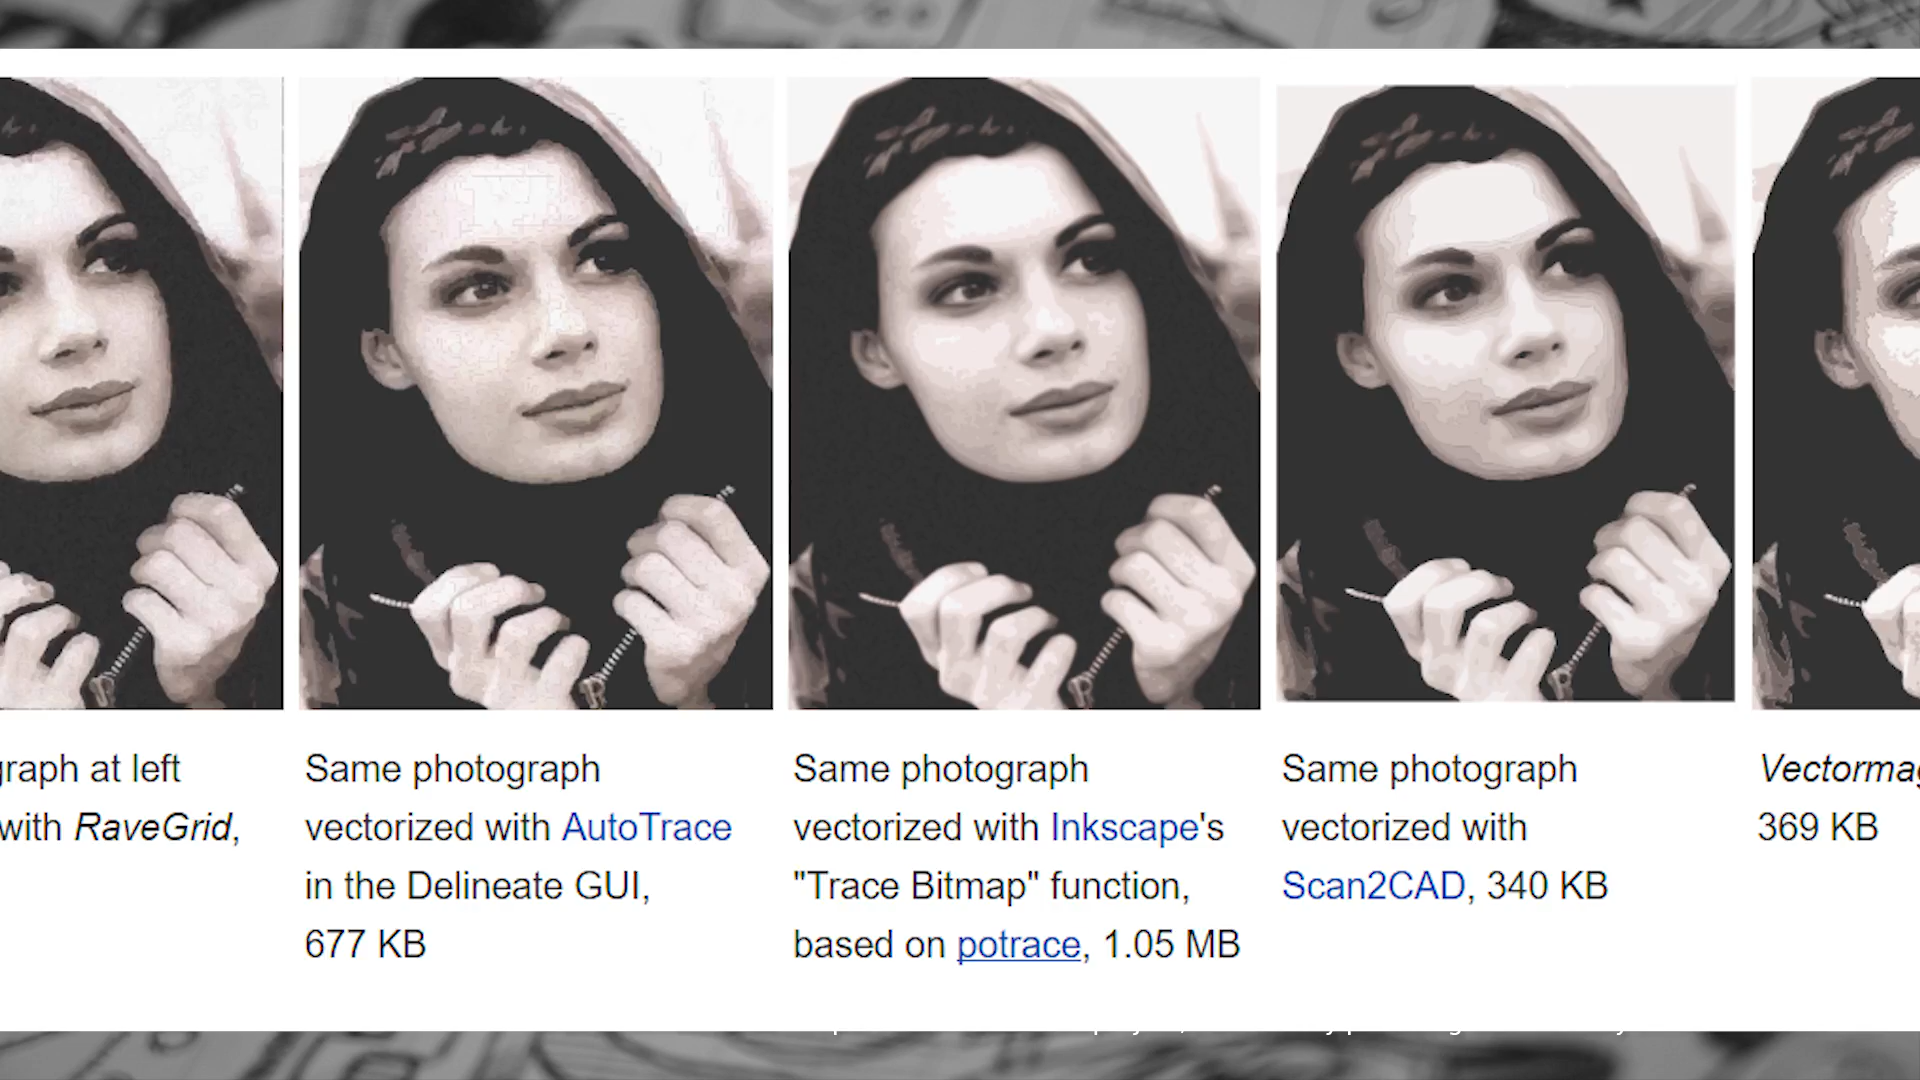 graph at left
with RaveGrid,
Same photograph
vectorized with AutoTrace
in the Delineate GUI,
677 KB
Same photograph
vectorized with Inkscape's
"Trace Bitmap" function,
based on potrace, 1.05 MB
Same photograph
vectorized with
Scan2CAD, 340 KB
369 KB